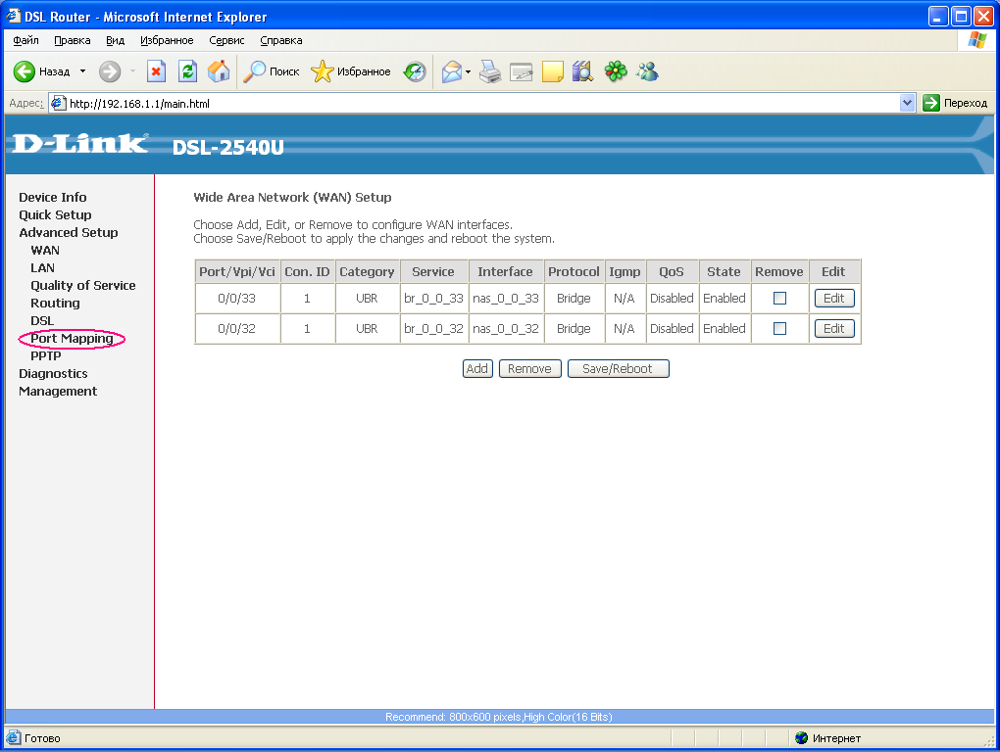 DSL Router - Microsoft Internet Explorer
Файл Правка Вид Избранное Сервис Справка
Назад Поиск Избранное
Адрес: http://192.168.1.1/main.html Переход
D-Link DSL-2540U
Device Info
Quick Setup
Advanced Setup
WAN
LAN
Quality of Service
Routing
DSL
Port Mapping
PPTP
Diagnostics
Management
Wide Area Network (WAN) Setup
Choose Add, Edit, or Remove to configure WAN interfaces.
Choose Save/Reboot to apply the changes and reboot the system.
Port/Vpi/Vci Con. ID Category Service Interface Protocol Igmp QoS State Remove Edit
0/0/33 1 UBR br_0_0_33 nas_0_0_33 Bridge N/A Disabled Enabled Edit
0/0/32 1 UBR br_0_0_32 nas_0_0_32 Bridge N/A Disabled Enabled Edit
Add Remove Save/Reboot
Recommend: 800x600 pixels,High Color(16 Bits)
Готово Интернет